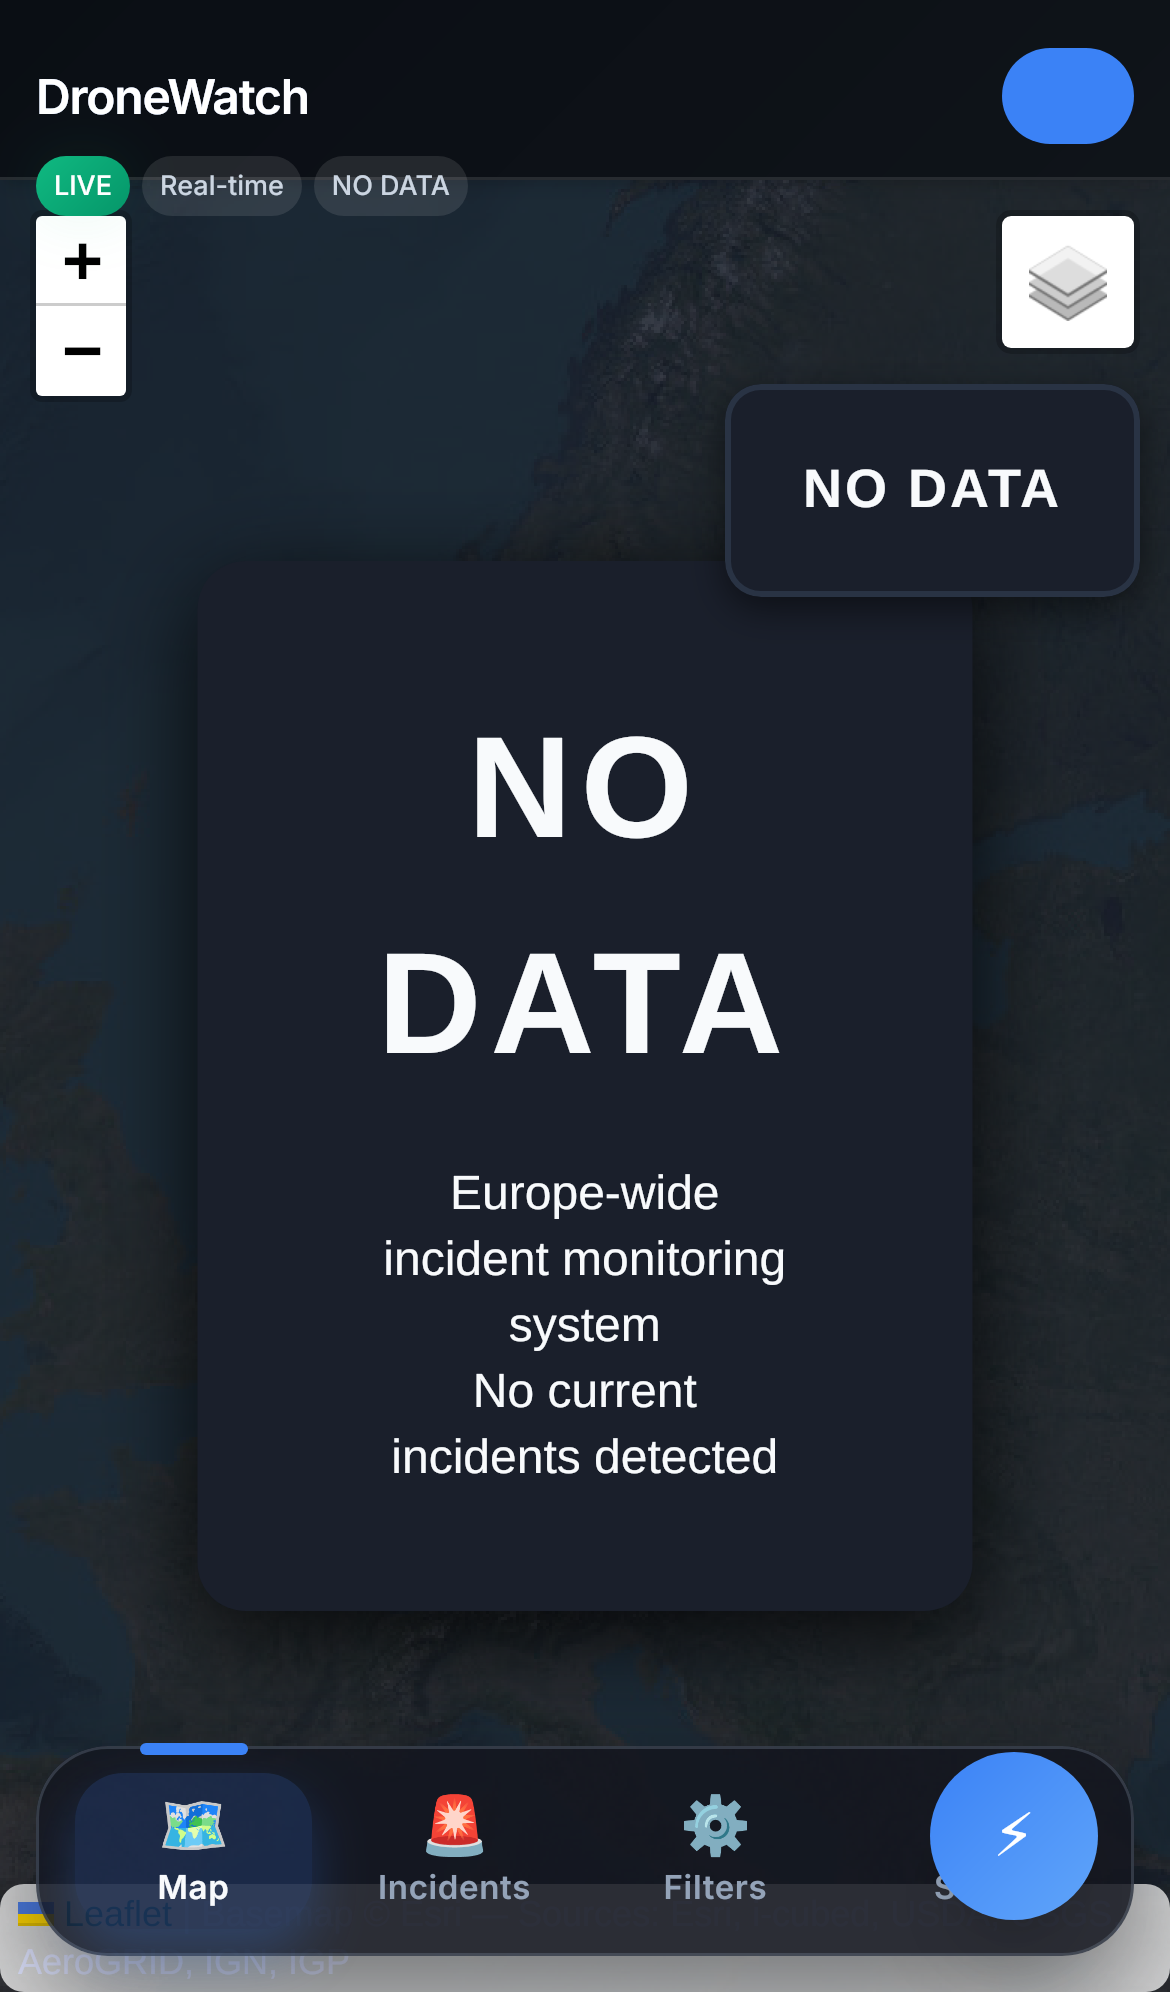 DroneWatch
LIVE
Real-time
NO DATA
+
−
NO DATA
NO
DATA
Europe-wide
incident monitoring
system
No current
incidents detected
Map
Incidents
Filters
Leaflet
AeroGRID, IGN, IGP